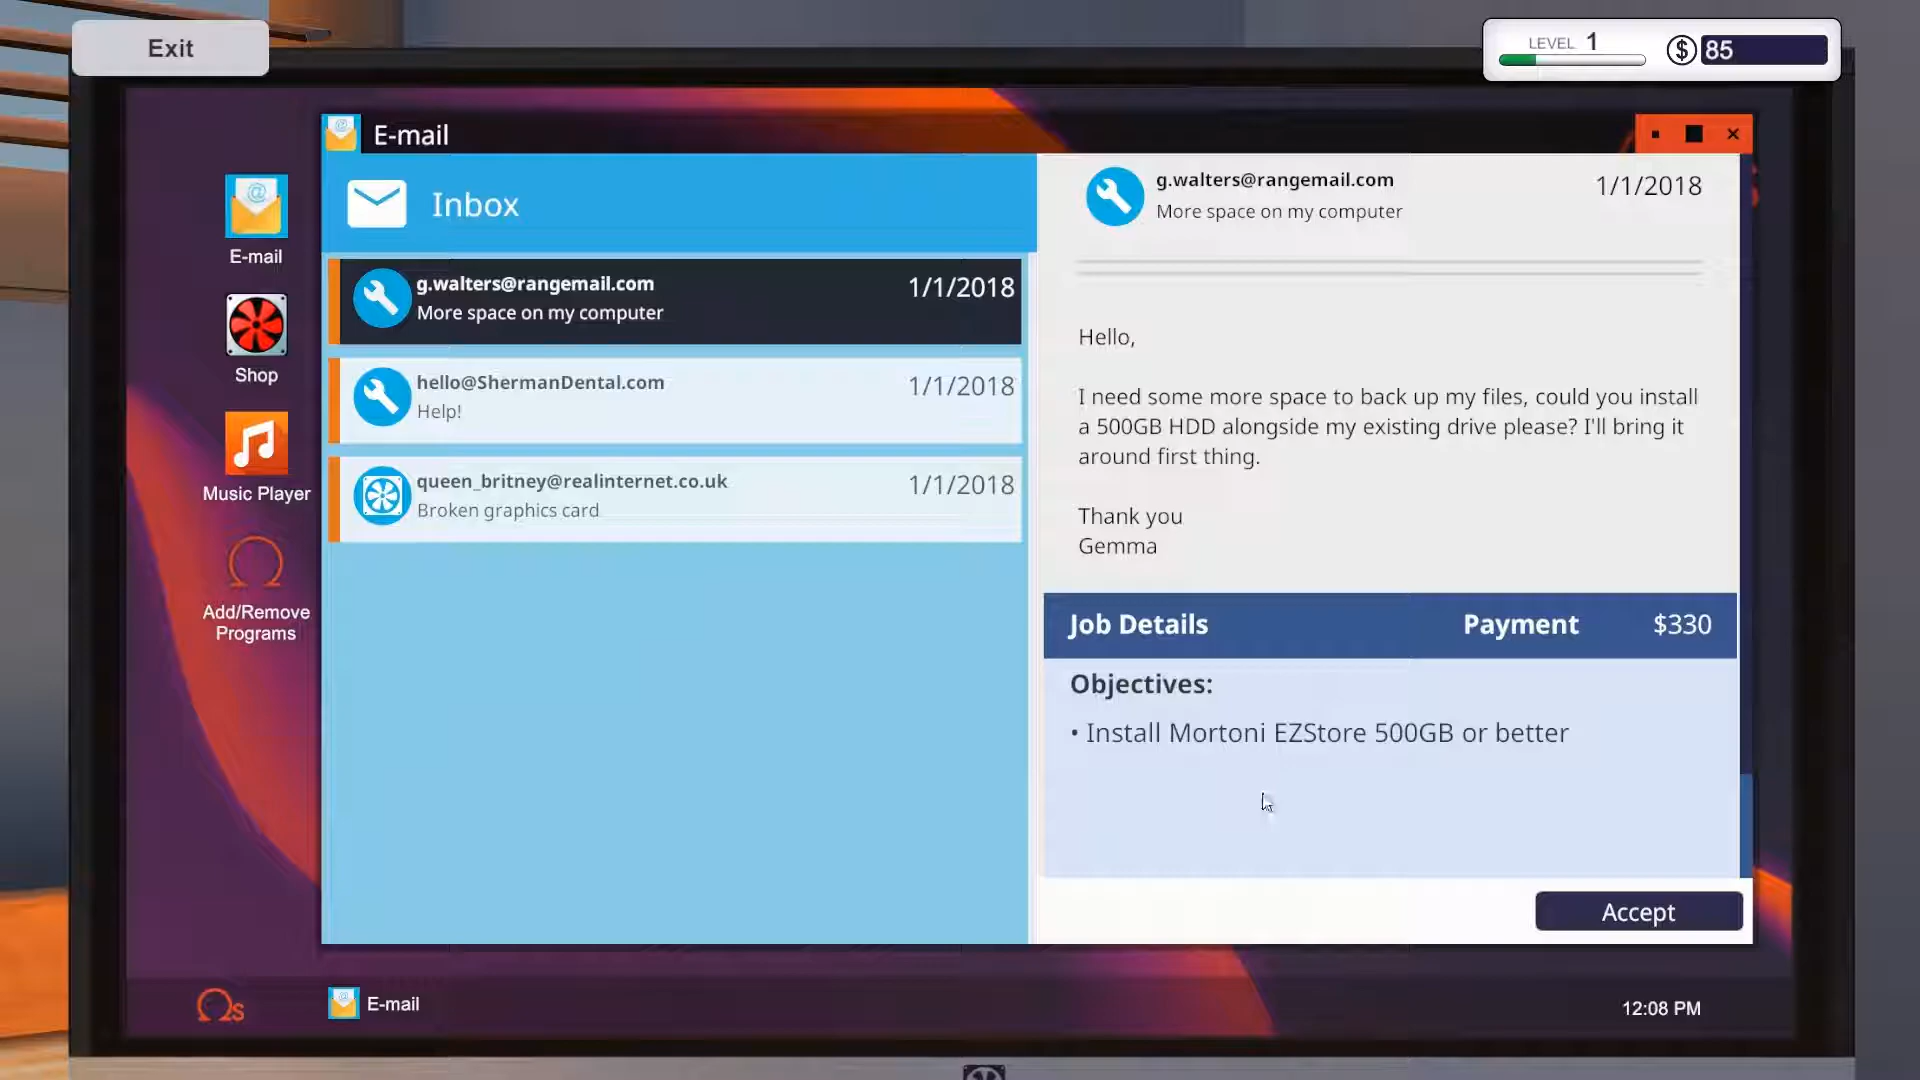 Exit
LEVEL 1
$ 85
E-mail
E-mail
Shop
Music Player
Add/Remove
Programs
Inbox
g.walters@rangemail.com
1/1/2018
More space on my computer
hello@ShermanDental.com
1/1/2018
Help!
queen_britney@realinternet.co.uk
1/1/2018
Broken graphics card
g.walters@rangemail.com
1/1/2018
More space on my computer
Hello,
I need some more space to back up my files, could you install
a 500GB HDD alongside my existing drive please? I'll bring it
around first thing.
Thank you
Gemma
Job Details
Payment
$330
Objectives:
• Install Mortoni EZStore 500GB or better
Accept
Ωs
E-mail
12:08 PM